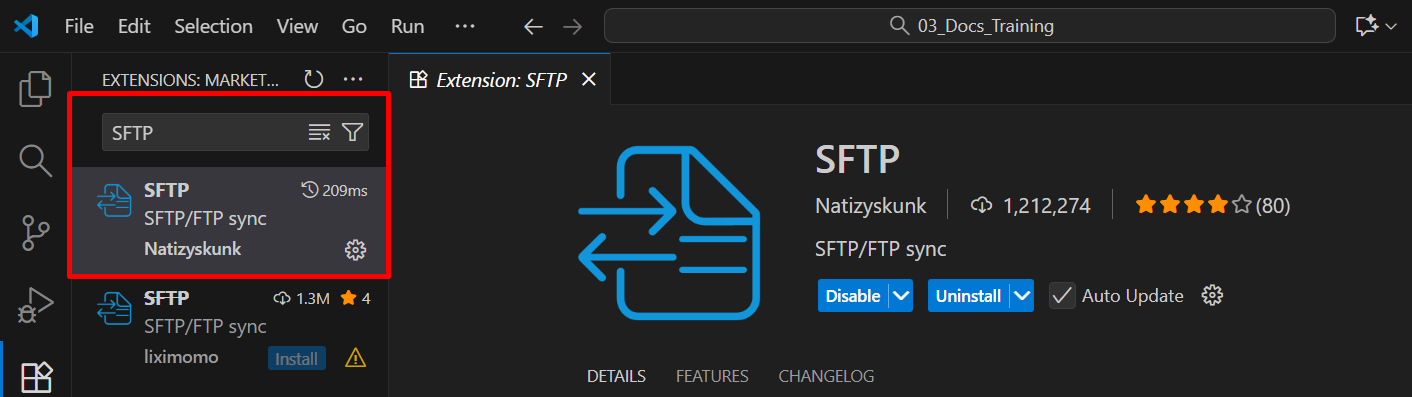 File Edit Selection View Go Run ···
03_Docs_Training
EXTENSIONS: MARKET... ···
SFTP
SFTP 209ms
SFTP/FTP sync
Natizyskunk
SFTP 1.3M 4
SFTP/FTP sync
liximomo Install
Extension: SFTP
SFTP
Natizyskunk 1,212,274 (80)
SFTP/FTP sync
Disable Uninstall Auto Update
DETAILS FEATURES CHANGELOG